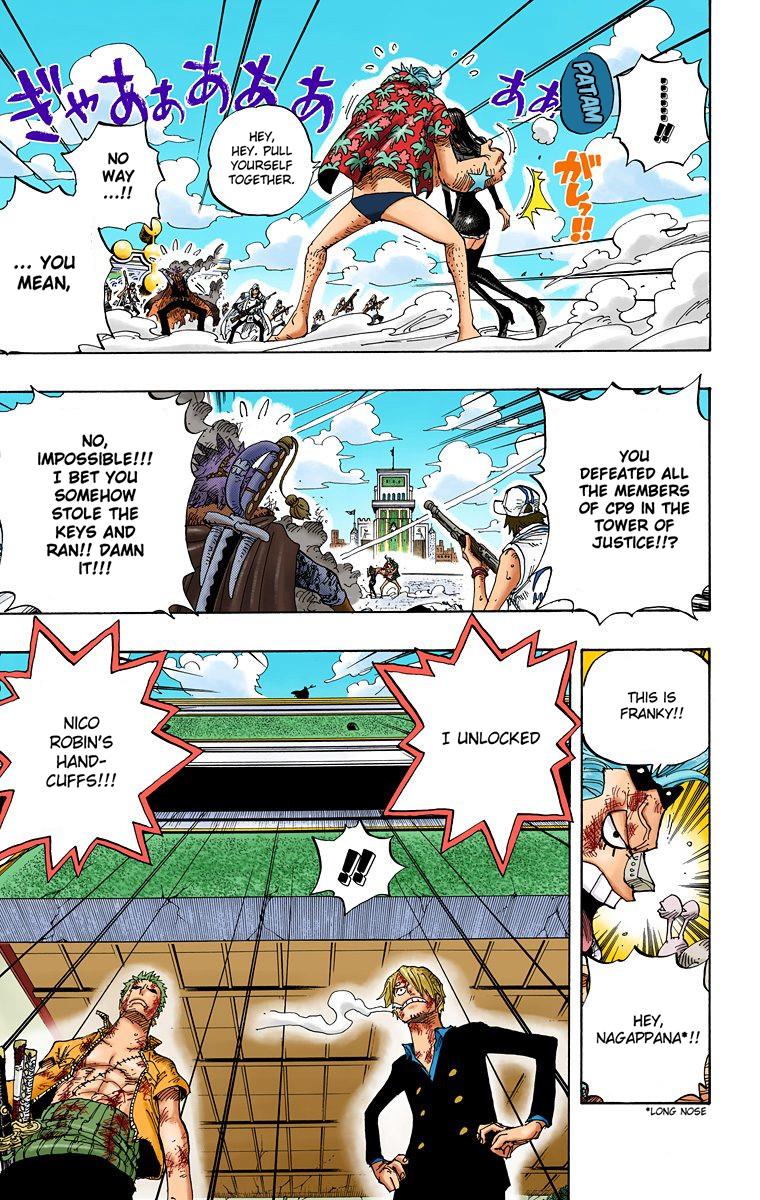 .........!!
PATAM
ああ
ガしッ!!
HEY,
HEY. PULL
YOURSELF
TOGETHER.
ぎゃああぁああ
NO
WAY
...!!
... YOU
MEAN,
YOU
DEFEATED ALL
THE MEMBERS
OF CP9 IN THE
TOWER OF
JUSTICE!!?
NO,
IMPOSSIBLE!!!
I BET YOU
SOMEHOW
STOLE THE
KEYS AND
RAN!! DAMN
IT!!!
THIS IS
FRANKY!!
HEY,
NAGAPPANA*!!
*LONG NOSE
I UNLOCKED
NICO
ROBIN'S
HAND-
CUFFS!!!
!!